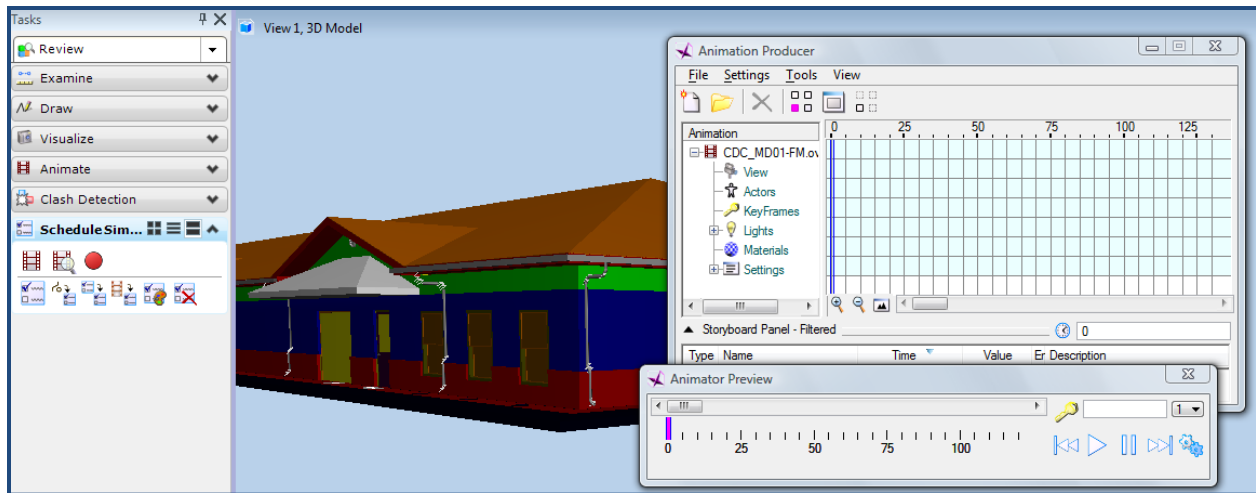 Tasks
Review
Examine
Draw
Visualize
Animate
Clash Detection
Schedule Sim...
View 1, 3D Model
Animation Producer
File Settings Tools View
Animation
0 25 50 75 100 125
CDC_MD01-FM.ov
View
Actors
KeyFrames
Lights
Materials
Settings
Storyboard Panel - Filtered
0
Type Name Time Value Er Description
Animator Preview
1
0 25 50 75 100